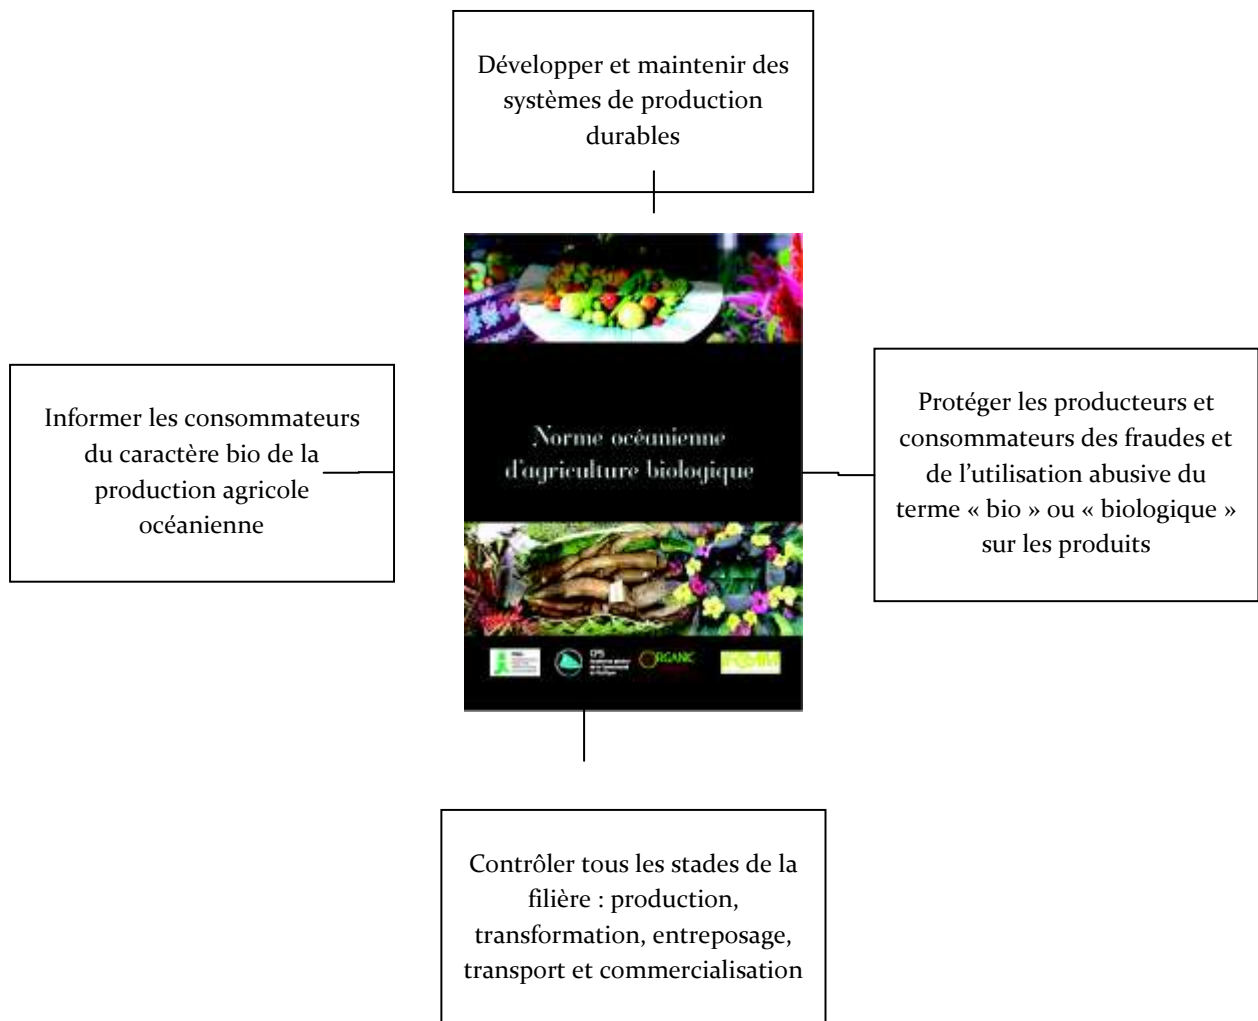 Développer et maintenir des
systèmes de production
durables
Informer les consommateurs
du caractère bio de la
production agricole
océanienne
Norme océanienne
d'agriculture biologique
Protéger les producteurs et
consommateurs des fraudes et
de l'utilisation abusive du
terme « bio » ou « biologique »
sur les produits
CPS
ORGANIC
Contrôler tous les stades de la
filière : production,
transformation, entreposage,
transport et commercialisation